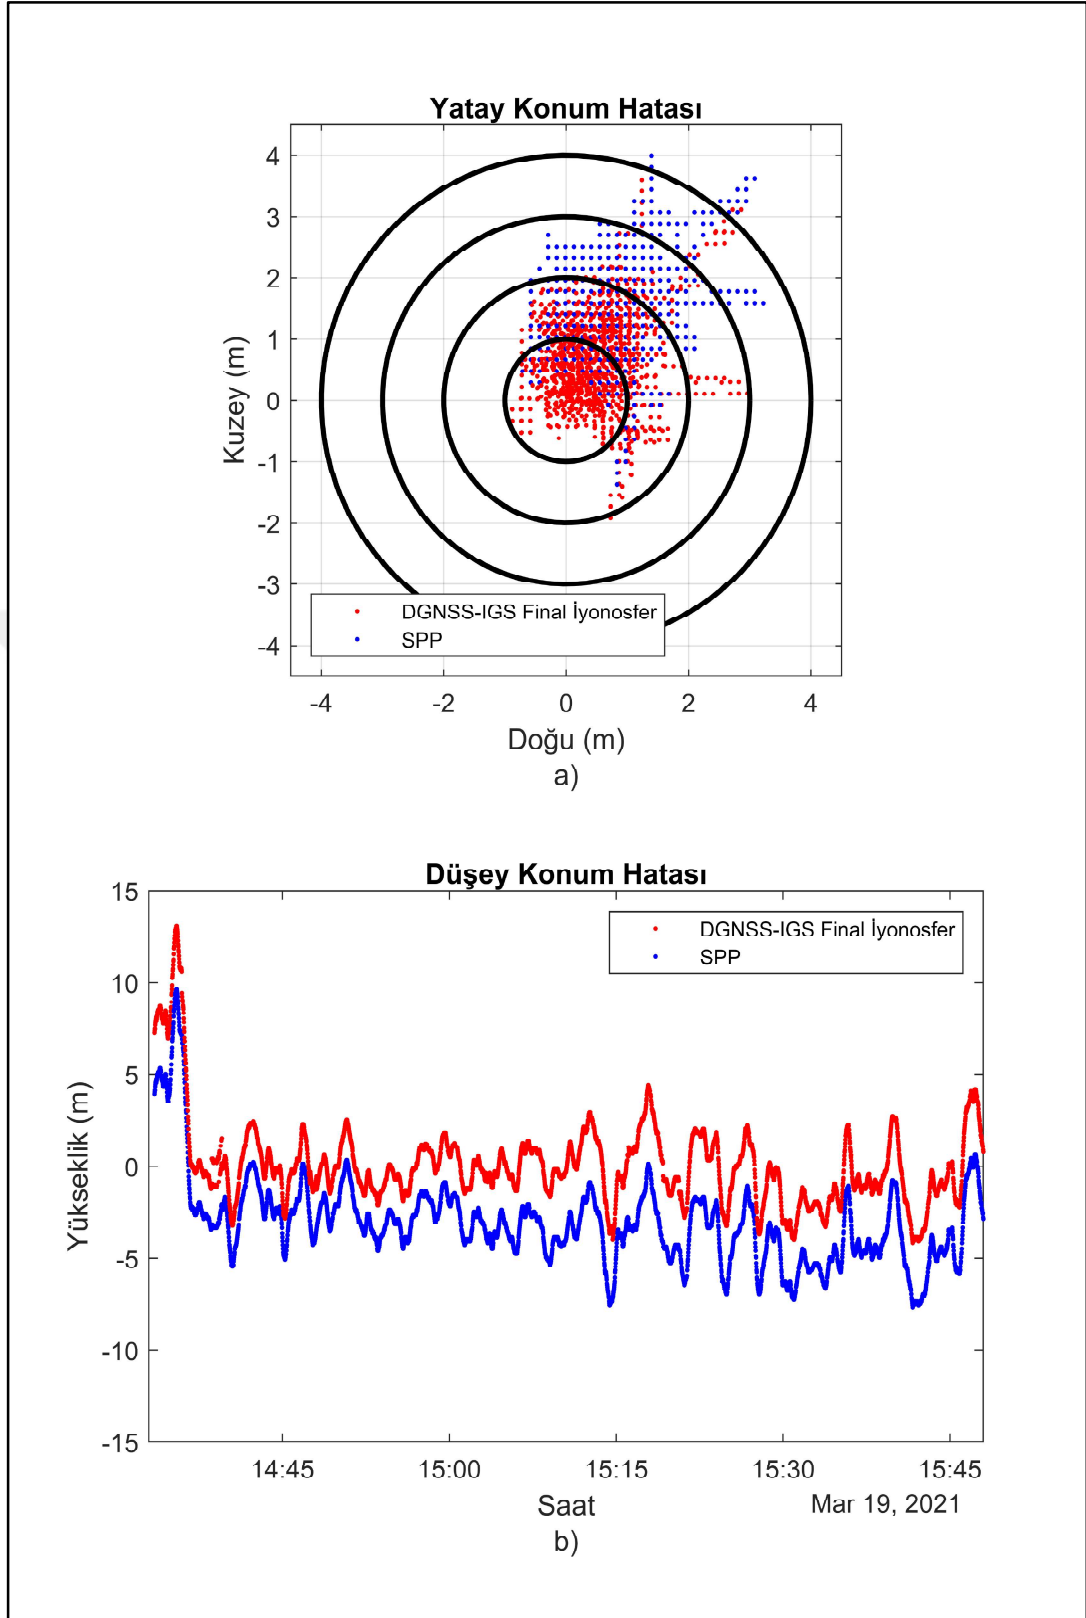 Yatay Konum Hatası
4
3
2
1
0
-1
-2
-3
-4
Kuzey (m)
DGNSS-IGS Final İyonosfer
SPP
-4 -2 0 2 4
Doğu (m)
a)
Düşey Konum Hatası
15
10
5
0
-5
-10
-15
Yükseklik (m)
DGNSS-IGS Final İyonosfer
SPP
14:45 15:00 15:15 15:30 15:45
Saat
Mar 19, 2021
b)